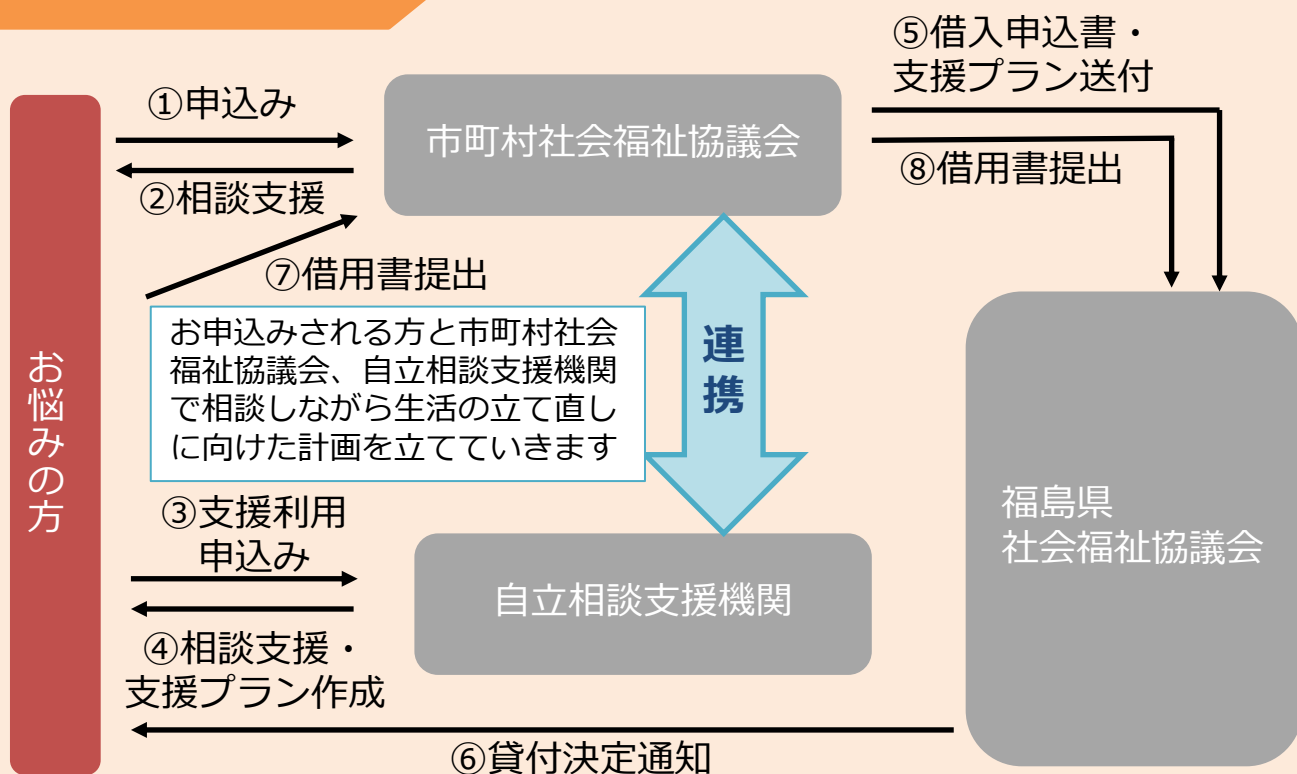 ①申込み
市町村社会福祉協議会
②相談支援
⑤借入申込書・
支援プラン送付
⑧借用書提出
⑦借用書提出
お悩みの方
お申込みされる方と市町村社会
福祉協議会、自立相談支援機関
で相談しながら生活の立て直し
に向けた計画を立てていきます
連携
③支援利用
申込み
自立相談支援機関
④相談支援・
支援プラン作成
福島県
社会福祉協議会
⑥貸付決定通知